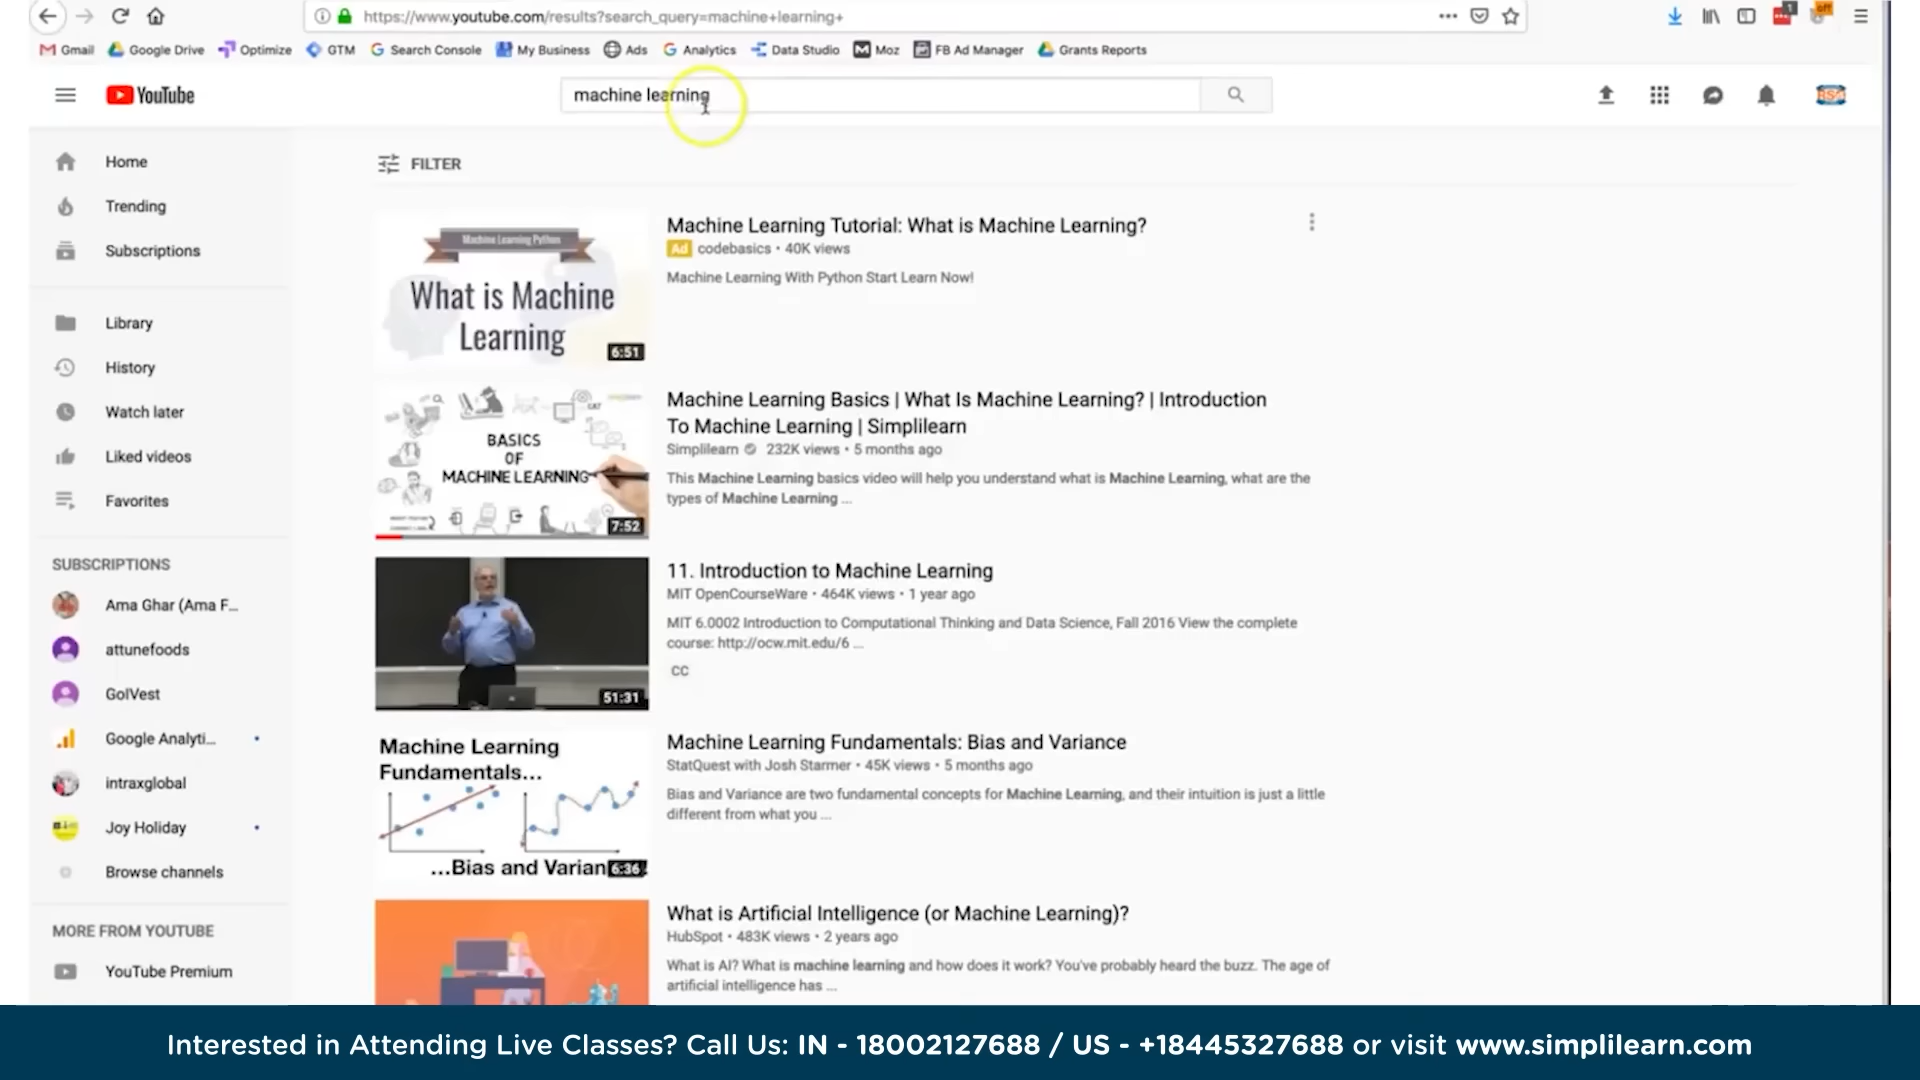 https://www.youtube.com/results?search_query=machine+learning+
1
off
Gmail Google Drive Optimize GTM Search Console My Business Ads Analytics Data Studio Moz FB Ad Manager Grants Reports
YouTube
machine learning
Home
Trending
Subscriptions
Library
History
Watch later
Liked videos
Favorites
SUBSCRIPTIONS
Ama Ghar (Ama F...
attunefoods
GolVest
Google Analyti...
intraxglobal
Joy Holiday
Browse channels
MORE FROM YOUTUBE
YouTube Premium
FILTER
Machine Learning Python
What is Machine
Learning
6:51
Machine Learning Tutorial: What is Machine Learning?
Ad codebasics • 40K views
Machine Learning With Python Start Learn Now!
BASICS
OF
MACHINE LEARNING
7:52
Machine Learning Basics | What Is Machine Learning? | Introduction
To Machine Learning | Simplilearn
Simplilearn 232K views • 5 months ago
This Machine Learning basics video will help you understand what is Machine Learning, what are the
types of Machine Learning ...
51:31
11. Introduction to Machine Learning
MIT OpenCourseWare • 464K views • 1 year ago
MIT 6.0002 Introduction to Computational Thinking and Data Science, Fall 2016 View the complete
course: http://ocw.mit.edu/6 ...
CC
Machine Learning
Fundamentals...
...Bias and Varian
6:36
Machine Learning Fundamentals: Bias and Variance
StatQuest with Josh Starmer • 45K views • 5 months ago
Bias and Variance are two fundamental concepts for Machine Learning, and their intuition is just a little
different from what you ...
What is Artificial Intelligence (or Machine Learning)?
HubSpot • 483K views • 2 years ago
What is AI? What is machine learning and how does it work? You've probably heard the buzz. The age of
artificial intelligence has ...
Interested in Attending Live Classes? Call Us: IN - 18002127688 / US - +18445327688 or visit www.simplilearn.com